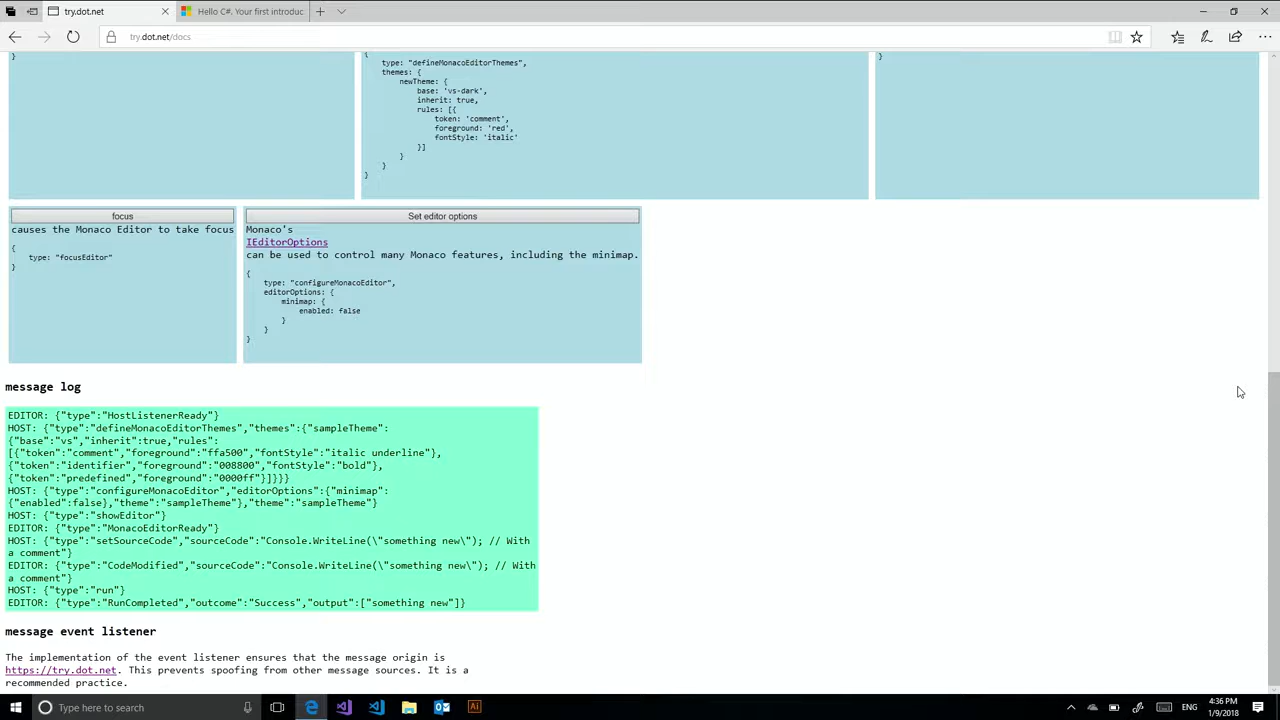 try.dot.net
Hello C#. Your first introduc
try.dot.net/docs
}
{
type: "defineMonacoEditorThemes",
themes: {
newTheme: {
base: 'vs-dark',
inherit: true,
rules: [{
token: 'comment',
foreground: 'red',
fontStyle: 'italic'
}]
}
}
}
}
focus
causes the Monaco Editor to take focus
{
type: "focusEditor"
}
Set editor options
Monaco's
IEditorOptions
can be used to control many Monaco features, including the minimap.
{
type: "configureMonacoEditor",
editorOptions: {
minimap: {
enabled: false
}
}
}
message log
EDITOR: {"type":"HostListenerReady"}
HOST: {"type":"defineMonacoEditorThemes","themes":{"sampleTheme":
{"base":"vs","inherit":true,"rules":
[{"token":"comment","foreground":"ffa500","fontStyle":"italic underline"},
{"token":"identifier","foreground":"008800","fontStyle":"bold"},
{"token":"predefined","foreground":"0000ff"}]}}}
HOST: {"type":"configureMonacoEditor","editorOptions":{"minimap":
{"enabled":false},"theme":"sampleTheme"},"theme":"sampleTheme"}
HOST: {"type":"showEditor"}
EDITOR: {"type":"MonacoEditorReady"}
HOST: {"type":"setSourceCode","sourceCode":"Console.WriteLine(\"something new\"); // With
a comment"}
EDITOR: {"type":"CodeModified","sourceCode":"Console.WriteLine(\"something new\"); // With
a comment"}
HOST: {"type":"run"}
EDITOR: {"type":"RunCompleted","outcome":"Success","output":["something new"]}
message event listener
The implementation of the event listener ensures that the message origin is
https://try.dot.net. This prevents spoofing from other message sources. It is a
recommended practice.
Type here to search
Ai
ENG
4:36 PM
1/9/2018